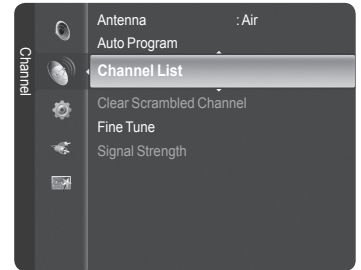 Channel
Antenna : Air
Auto Program
Channel List
Clear Scrambled Channel
Fine Tune
Signal Strength